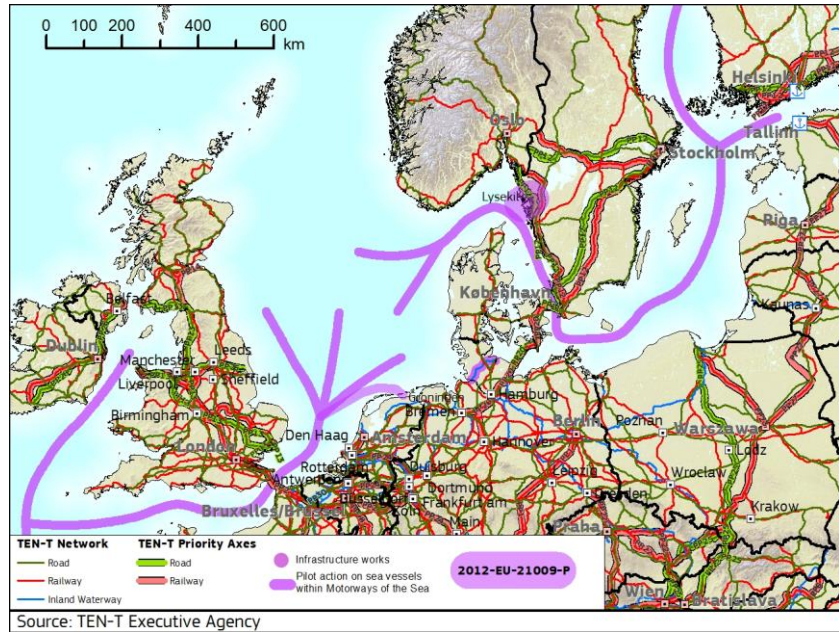 0 100 200 400 600
km
Helsinki
Oslo
Tallinn
Stockholm
Lysekil
Riga
København
Kaunas
Belfast
Dublin
Leeds
Manchester
Liverpool
Sheffield
Groningen
Hamburg
Bremen
Birmingham
Berlin
Poznan
Warszawa
Den Haag
Amsterdam
Hannover
Lodz
London
Rotterdam
Duisburg
Leipzig
Wroclaw
Antwerpen
Dortmund
Dresden
Bruxelles/Brussel
Köln
Frankfurt am
Main
Krakow
Praha
Wien
Bratislava
TEN-T Network
Road
Railway
Inland Waterway
TEN-T Priority Axes
Road
Railway
Infrastructure works
Pilot action on sea vessels
within Motorways of the Sea
2012-EU-21009-P
Source: TEN-T Executive Agency